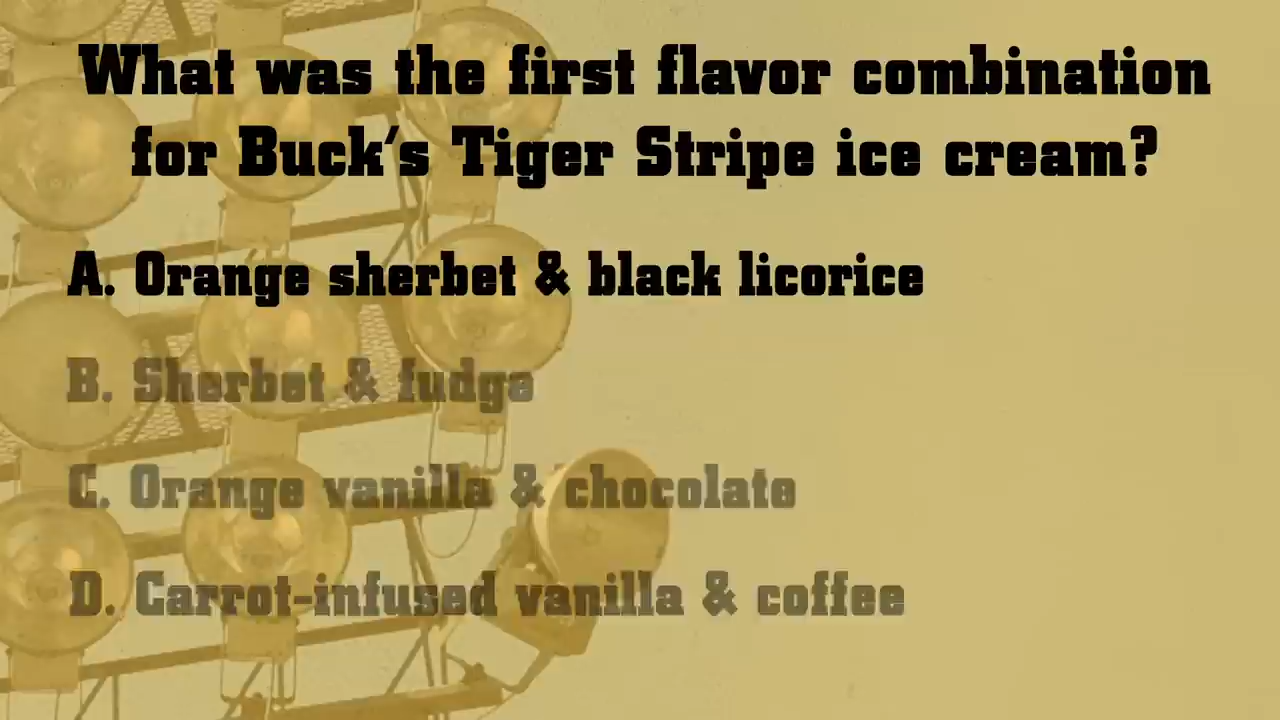 What was the first flavor combination
for Buck's Tiger Stripe ice cream?
A. Orange sherbet & black licorice
B. Sherbet & fudge
C. Orange vanilla & chocolate
D. Carrot-infused vanilla & coffee